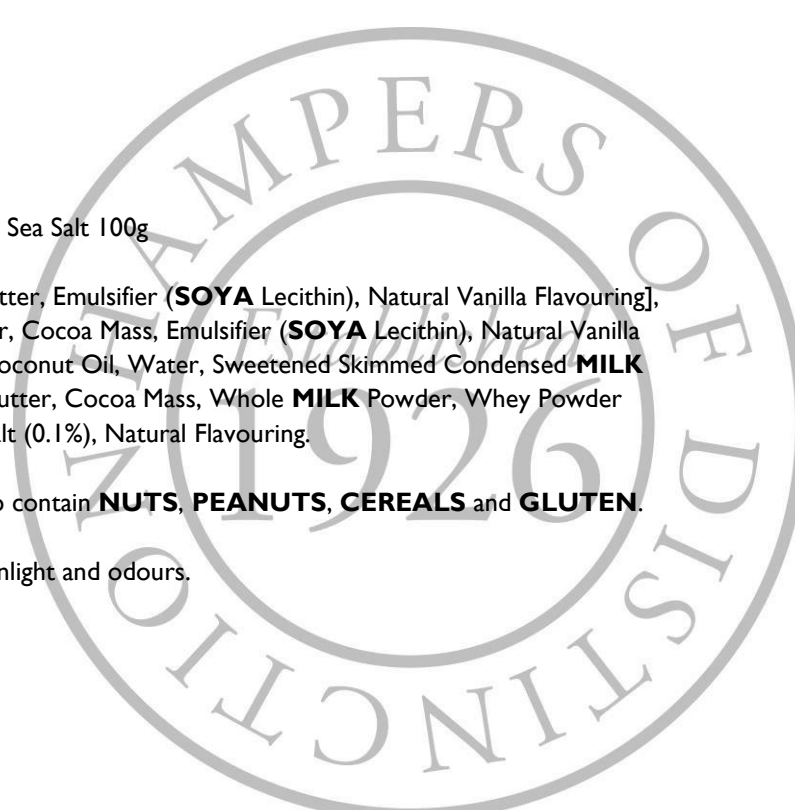 HAMPERS OF DISTINCTION
Sea Salt 100g
tter, Emulsifier (SOYA Lecithin), Natural Vanilla Flavouring],
r, Cocoa Mass, Emulsifier (SOYA Lecithin), Natural Vanilla
oconut Oil, Water, Sweetened Skimmed Condensed MILK
Established
utter, Cocoa Mass, Whole MILK Powder, Whey Powder
lt (0.1%), Natural Flavouring.
1926
o contain NUTS, PEANUTS, CEREALS and GLUTEN.
nlight and odours.